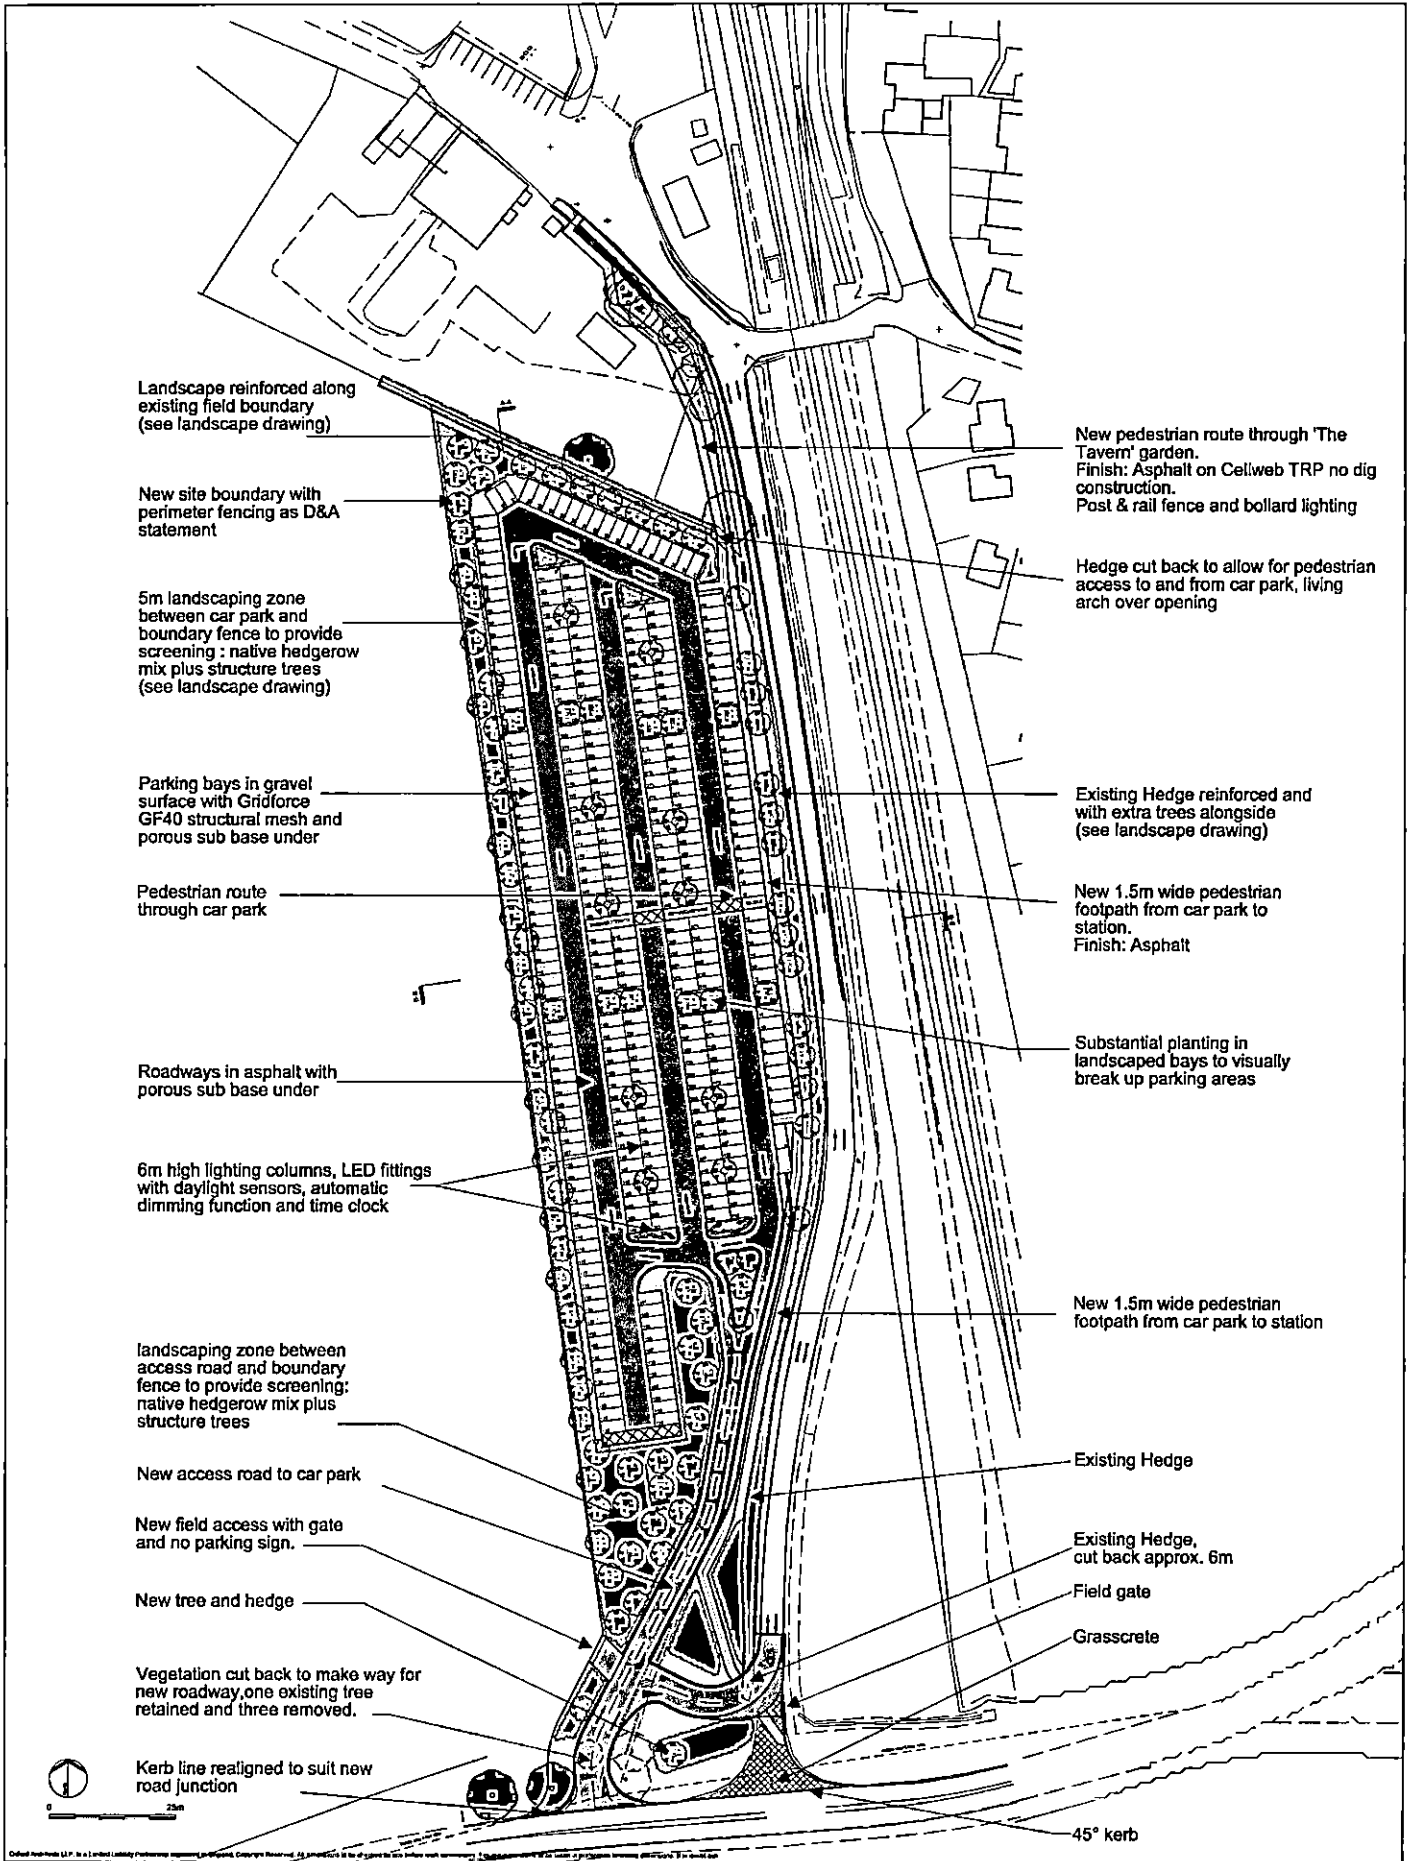 Landscape reinforced along
existing field boundary
(see landscape drawing)
New site boundary with
perimeter fencing as D&A
statement
5m landscaping zone
between car park and
boundary fence to provide
screening : native hedgerow
mix plus structure trees
(see landscape drawing)
Parking bays in gravel
surface with Gridforce
GF40 structural mesh and
porous sub base under
Pedestrian route
through car park
Roadways in asphalt with
porous sub base under
6m high lighting columns, LED fittings
with daylight sensors, automatic
dimming function and time clock
landscaping zone between
access road and boundary
fence to provide screening:
native hedgerow mix plus
structure trees
New access road to car park
New field access with gate
and no parking sign.
New tree and hedge
Vegetation cut back to make way for
new roadway,one existing tree
retained and three removed.
Kerb line realigned to suit new
road junction
0 25m
New pedestrian route through 'The
Tavern' garden.
Finish: Asphalt on Cellweb TRP no dig
construction.
Post & rail fence and bollard lighting
Hedge cut back to allow for pedestrian
access to and from car park, living
arch over opening
Existing Hedge reinforced and
with extra trees alongside
(see landscape drawing)
New 1.5m wide pedestrian
footpath from car park to
station.
Finish: Asphalt
Substantial planting in
landscaped bays to visually
break up parking areas
New 1.5m wide pedestrian
footpath from car park to station
Existing Hedge
Existing Hedge,
cut back approx. 6m
Field gate
Grasscrete
45° kerb